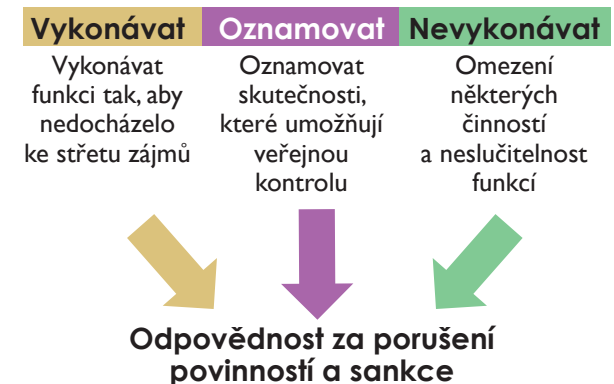 Vykonávat
Vykonávat
funkci tak, aby
nedocházelo
ke střetu zájmů
Oznamovat
Oznamovat
skutečnosti,
které umožňují
veřejnou
kontrolu
Nevykonávat
Omezení
některých
činností
a neslučitelnost
funkcí
Odpovědnost za porušení
povinností a sankce